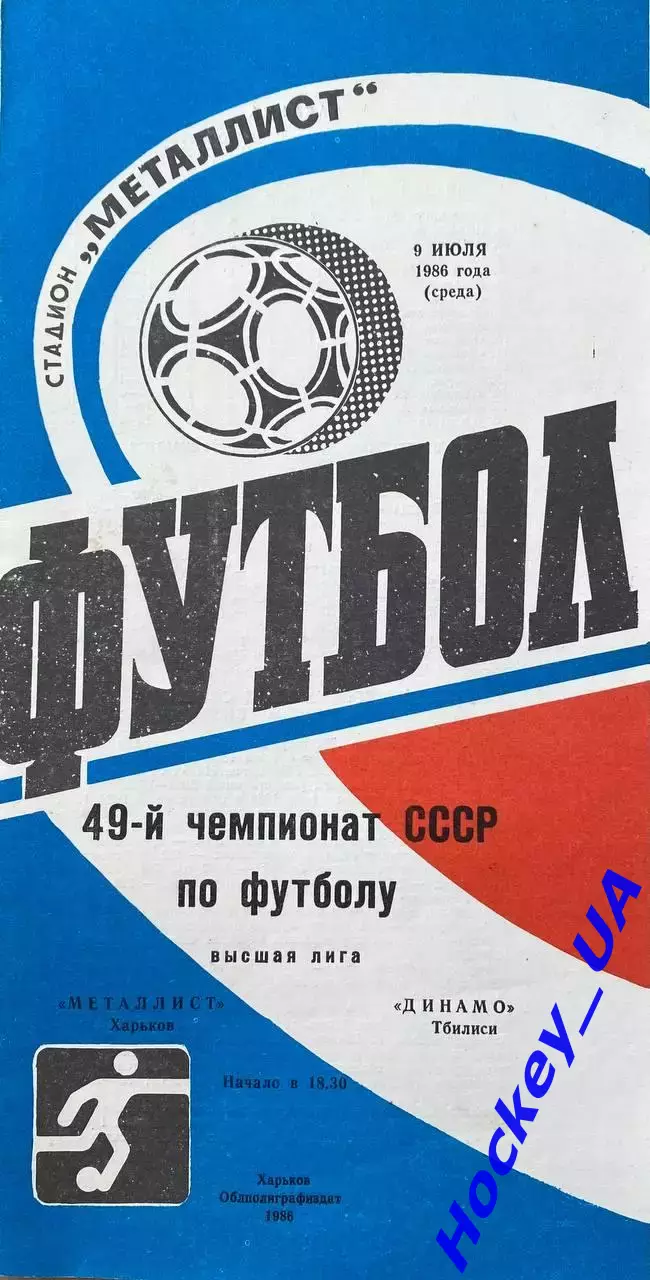 СТАДИОН „МЕТАЛЛИСТ“
9 ИЮЛЯ
1986 года
(среда)
ФУТБОЛ
49-й чемпионат СССР
по футболу
высшая лига
«МЕТАЛЛИСТ»
Харьков
«ДИНАМО»
Тбилиси
Начало в 18.30
Харьков
Облполиграфиздат
1986
Hockey_UA